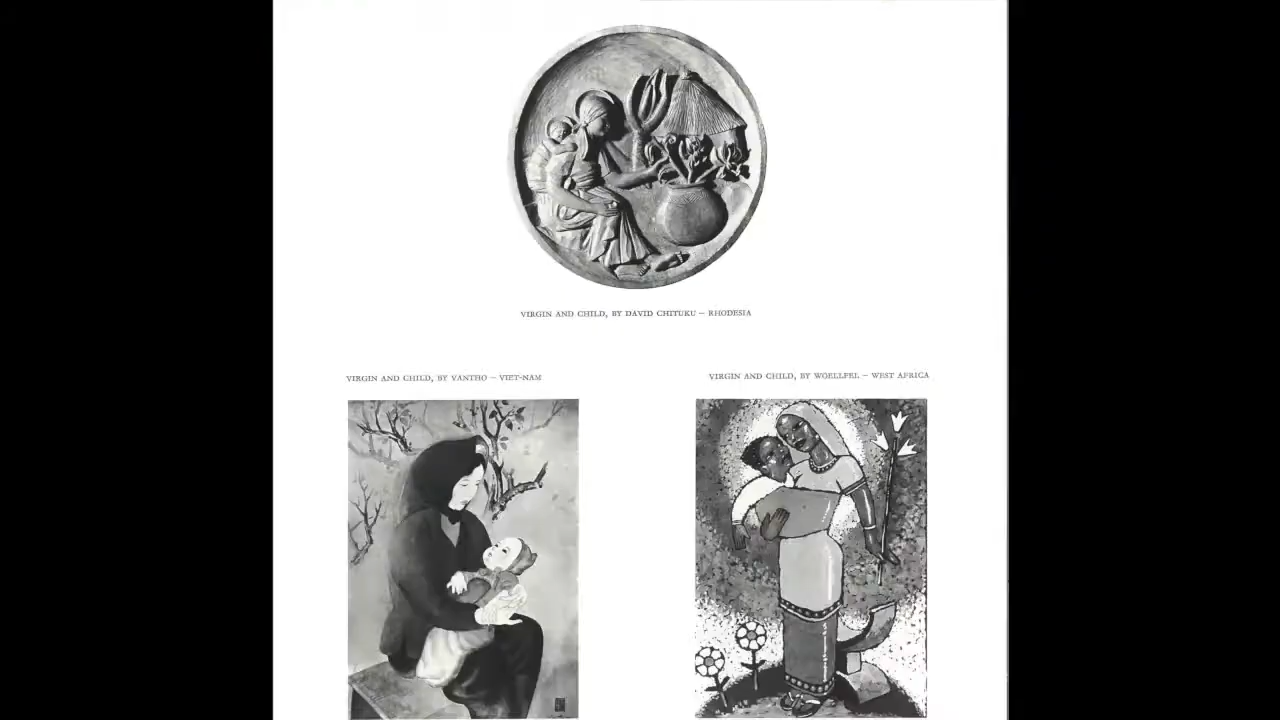 VIRGIN AND CHILD, BY DAVID CHITUKU – RHODESIA
VIRGIN AND CHILD, BY VANTHO – VIET-NAM
VIRGIN AND CHILD, BY WOELLFEL – WEST AFRICA